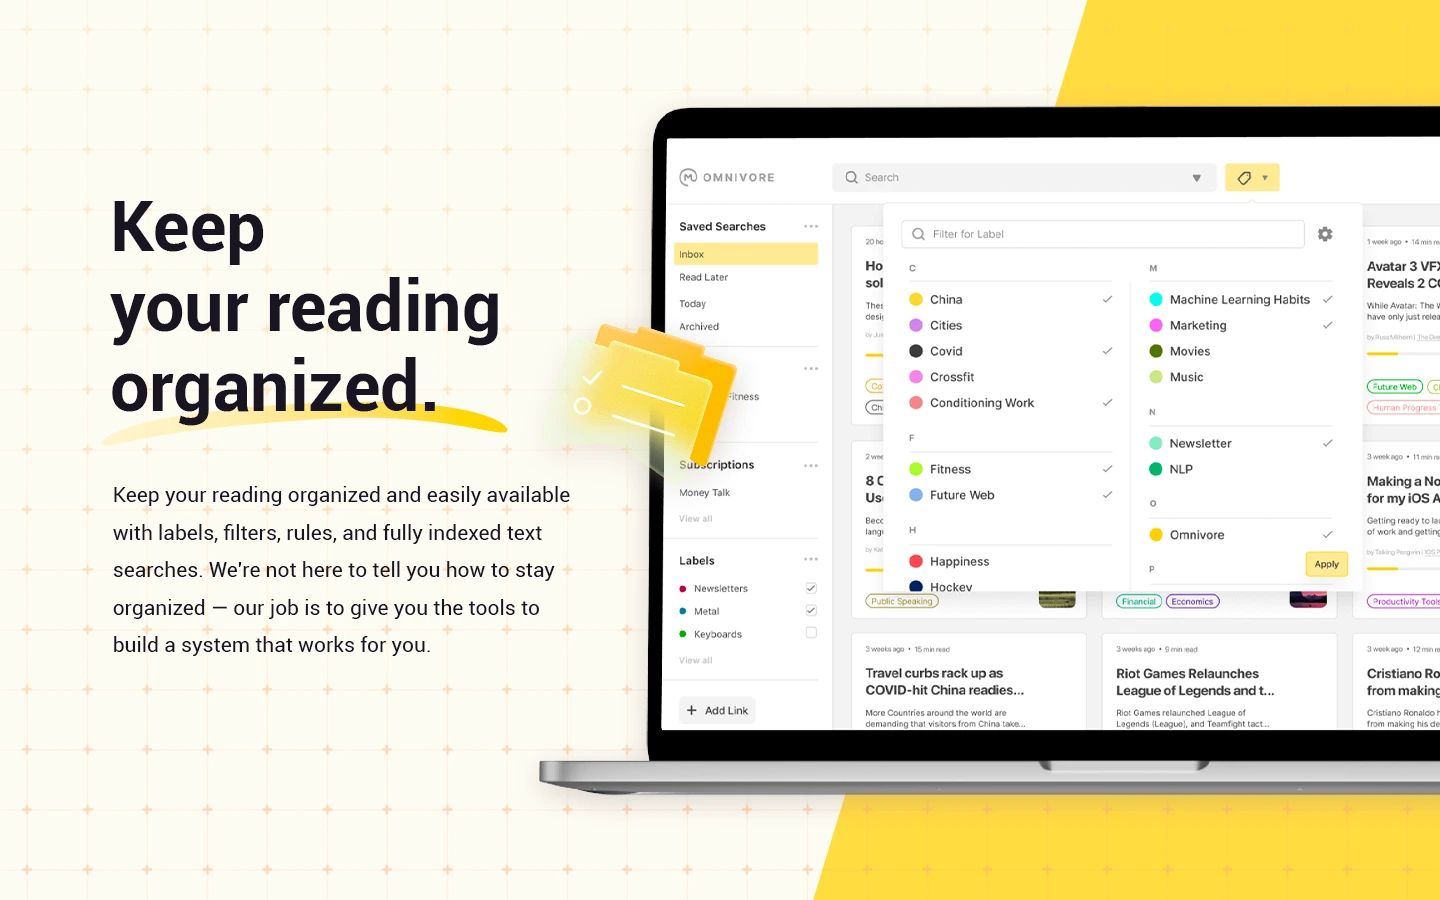 Keep
your reading
organized.
Keep your reading organized and easily available
with labels, filters, rules, and fully indexed text
searches. We're not here to tell you how to stay
organized — our job is to give you the tools to
build a system that works for you.
OMNIVORE
Search
Saved Searches
Inbox
Read Later
Today
Archived
Fitness
Subscriptions
Money Talk
View all
Labels
Newsletters
Metal
Keyboards
View all
+ Add Link
Filter for Label
C
China
Cities
Covid
Crossfit
Conditioning Work
F
Fitness
Future Web
H
Happiness
Hockey
M
Machine Learning Habits
Marketing
Movies
Music
N
Newsletter
NLP
O
Omnivore
P
Apply
Public Speaking
Financial
Economics
3 weeks ago • 15 min read
Travel curbs rack up as
COVID-hit China readies...
More Countries around the world are
demanding that visitors from China take...
3 weeks ago • 9 min read
Riot Games Relaunches
League of Legends and t...
Riot Games relaunched League of
Legends (League), and Teamfight tact...
1 week ago • 14 min
Avatar 3 VFX
Reveals 2
While Avatar: The
have only just
by Russ Milheim |
Future Web
Human Progress
3 week ago • 11 min
Making a
for my iOS
Getting ready to
of work and getting
by Talking Pengwin |
Productivity Tools
3 week ago • 12 min
Cristiano
from making
Cristiano Ronaldo
from making his